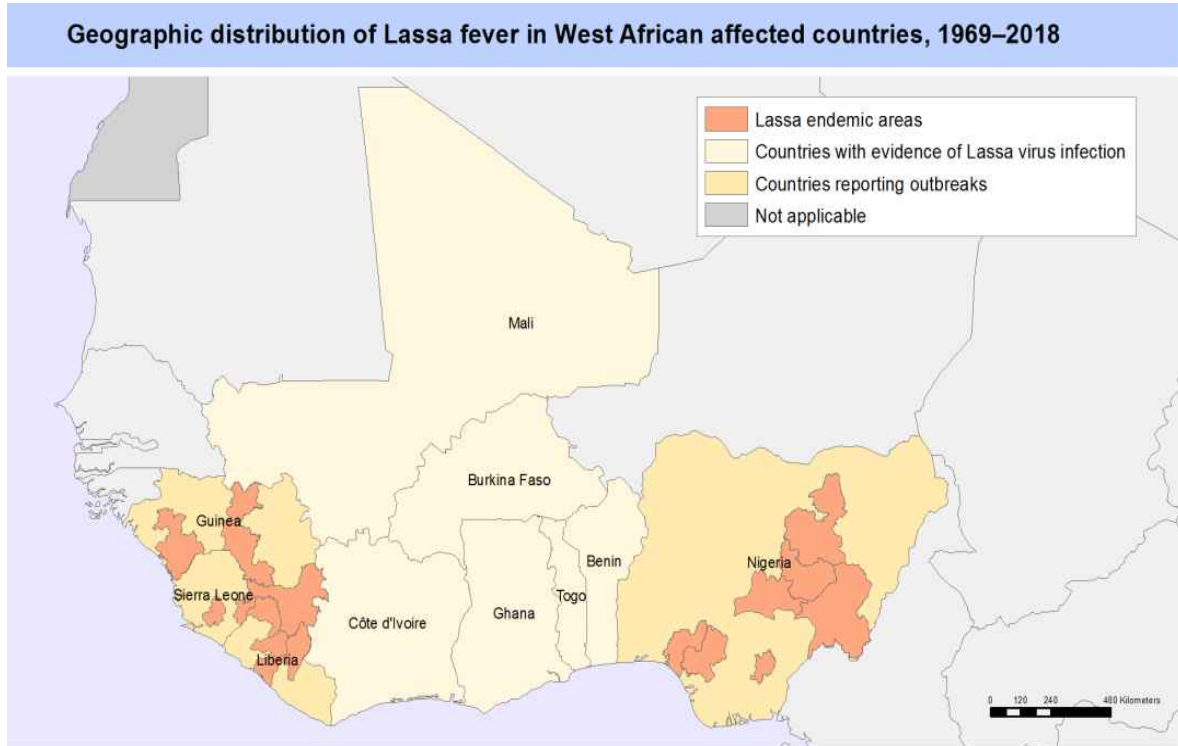 Geographic distribution of Lassa fever in West African affected countries, 1969–2018
Lassa endemic areas
Countries with evidence of Lassa virus infection
Countries reporting outbreaks
Not applicable
Mali
Burkina Faso
Guinea
Benin
Nigeria
Sierra Leone
Togo
Ghana
Côte d'Ivoire
Liberia
0 120 240 480 Kilometers